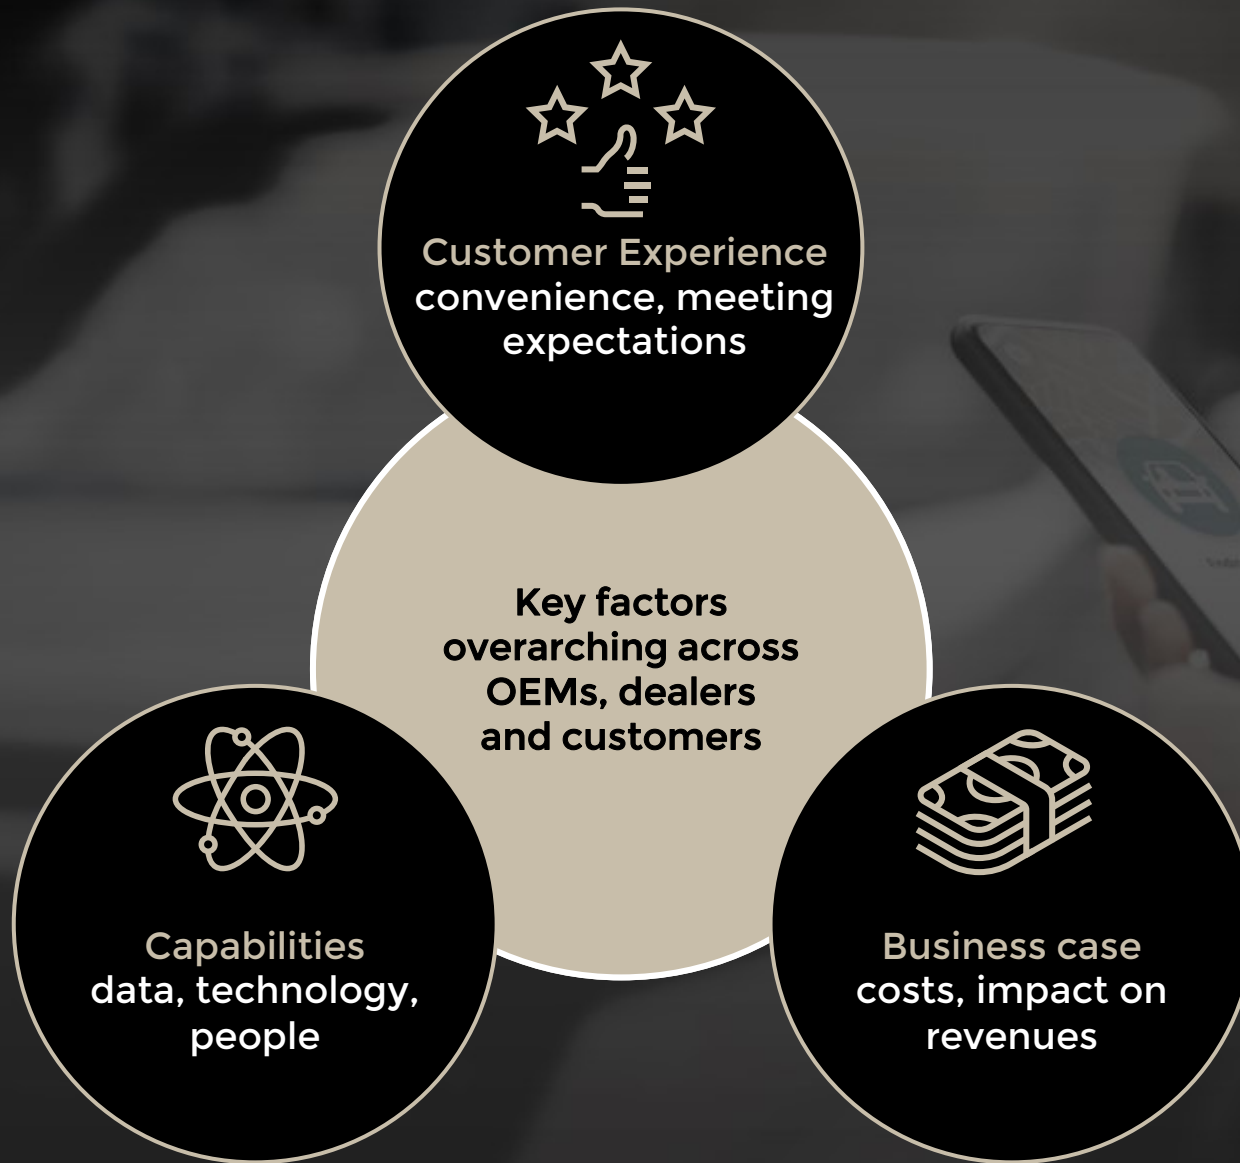 Customer Experience
convenience, meeting
expectations
Key factors
overarching across
OEMs, dealers
and customers
Capabilities
data, technology,
people
Business case
costs, impact on
revenues